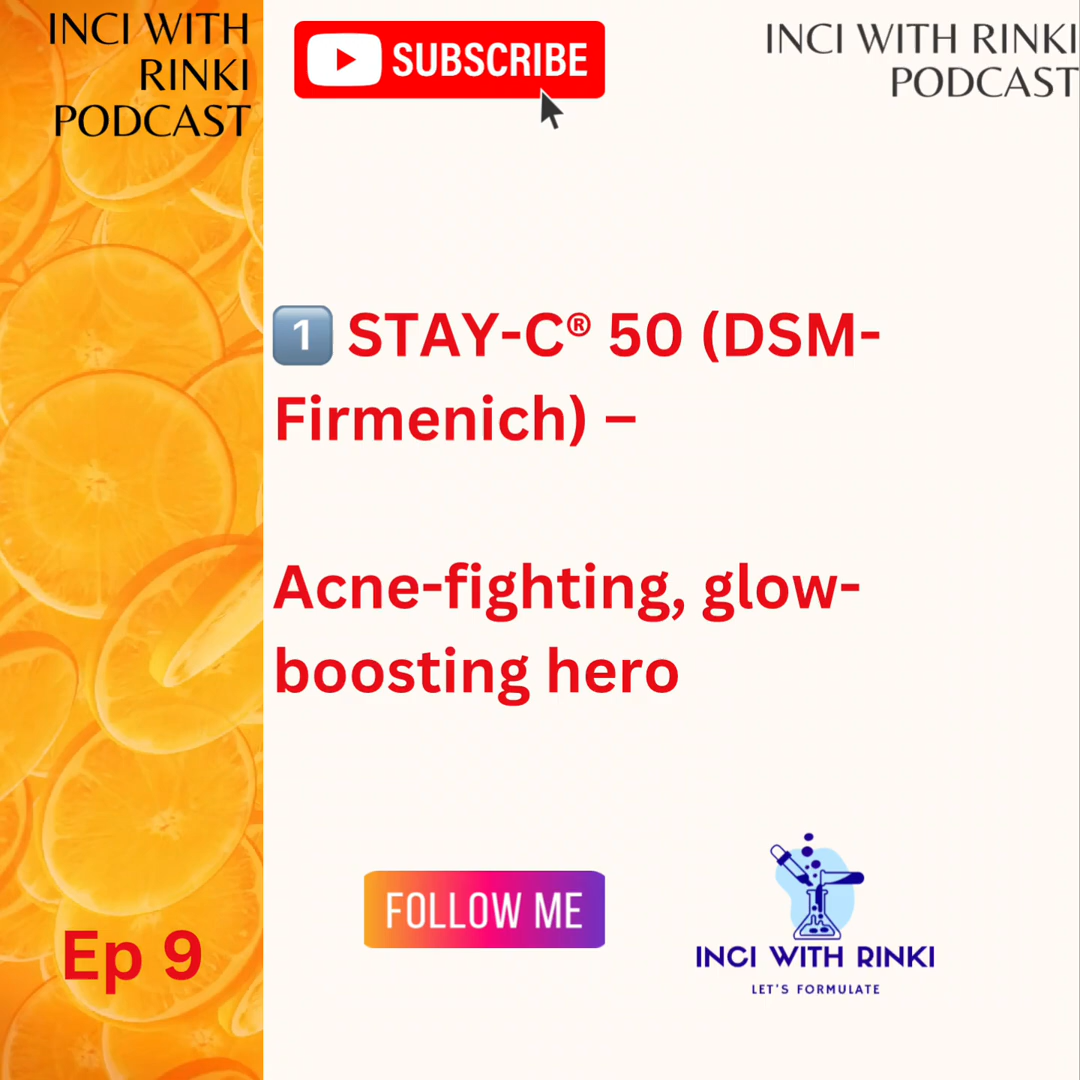 INCI WITH
RINKI
PODCAST
SUBSCRIBE
INCI WITH RINKI
PODCAST
1️⃣ STAY-C® 50 (DSM-
Firmenich) –
Acne-fighting, glow-
boosting hero
Ep 9
FOLLOW ME
INCI WITH RINKI
LET'S FORMULATE